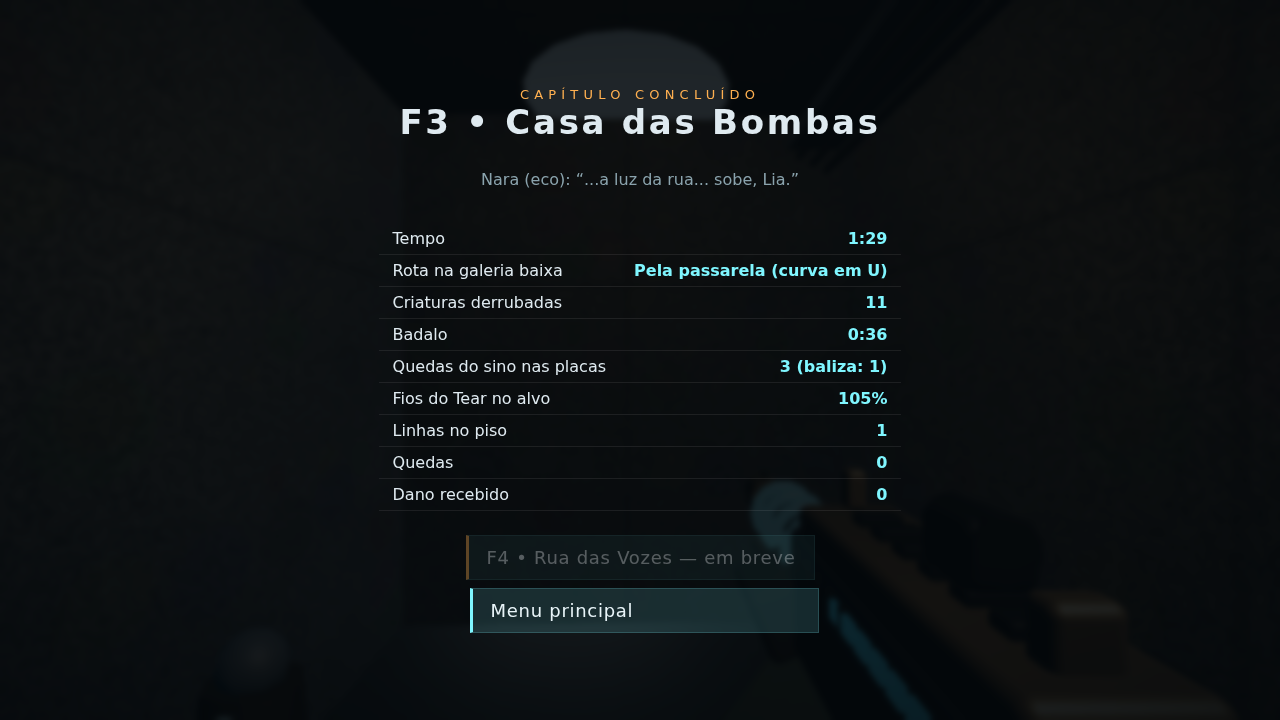 CAPÍTULO CONCLUÍDO
F3 • Casa das Bombas
Nara (eco): “…a luz da rua… sobe, Lia.”
Tempo 1:29
Rota na galeria baixa Pela passarela (curva em U)
Criaturas derrubadas 11
Badalo 0:36
Quedas do sino nas placas 3 (baliza: 1)
Fios do Tear no alvo 105%
Linhas no piso 1
Quedas 0
Dano recebido 0
F4 • Rua das Vozes — em breve
Menu principal